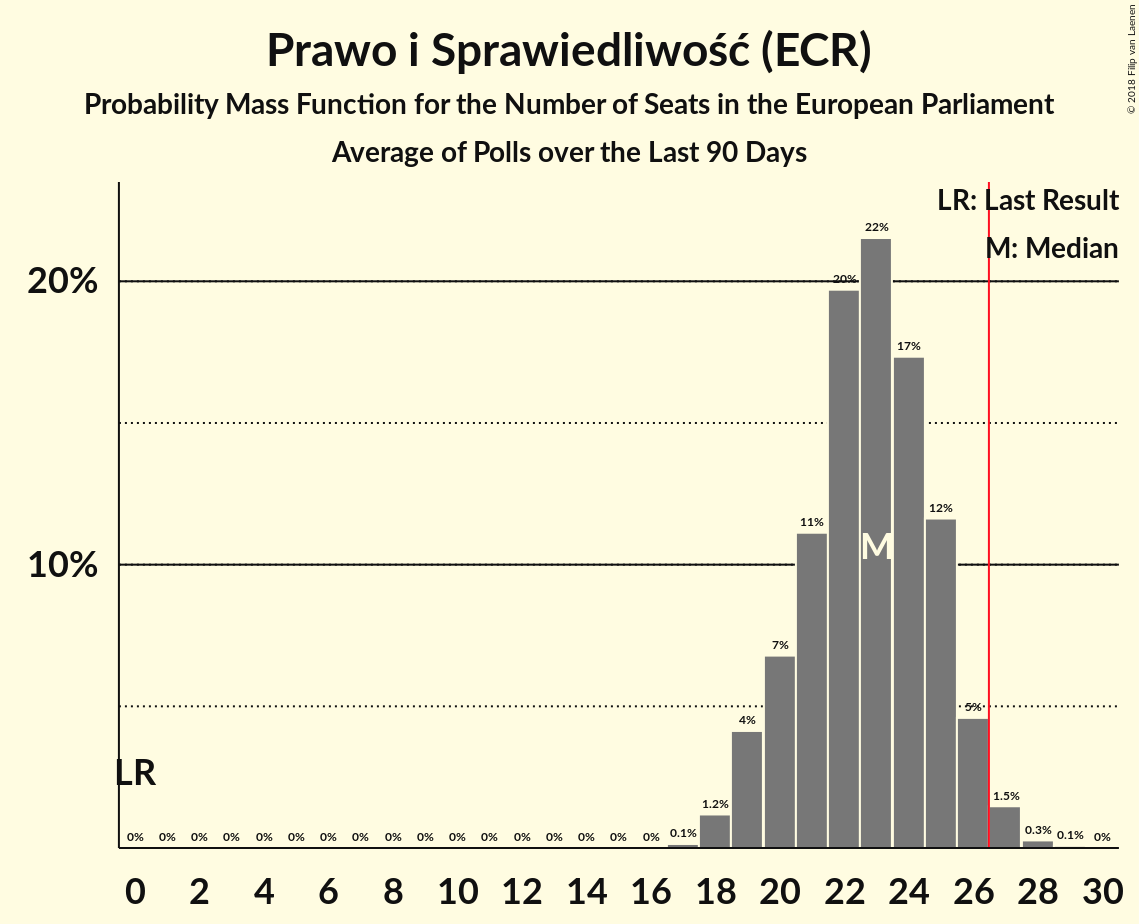 Prawo i Sprawiedliwość (ECR)
Probability Mass Function for the Number of Seats in the European Parliament
Average of Polls over the Last 90 Days
© 2018 Filip van Laenen
LR: Last Result
M: Median
20%
10%
22%
20%
17%
12%
11%
7%
5%
4%
1.5%
1.2%
0.3%
0.1%
0.1%
M
LR
0% 0% 0% 0% 0% 0% 0% 0% 0% 0% 0% 0% 0% 0% 0% 0% 0% 0%
0 2 4 6 8 10 12 14 16 18 20 22 24 26 28 30